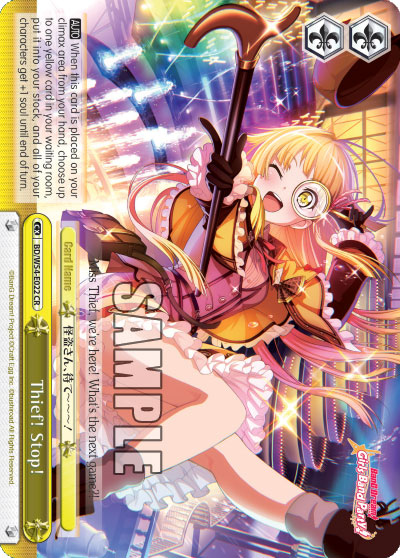 [AUTO] When this card is placed on your
climax area from your hand, choose up
to one yellow card in your waiting room,
put it into your stock, and all of your
characters get +1 soul until end of turn.
CX BD/W54-E022 CR
Card Name
怪盗さん、待て~~~!
Thief! Stop!
©BanG Dream! Project ©Craft Egg Inc. ©bushiroad All Rights Reserved.
Miss Thief, we're here! What's the next game?!
SAMPLE
BanG Dream!
Girls Band Party!